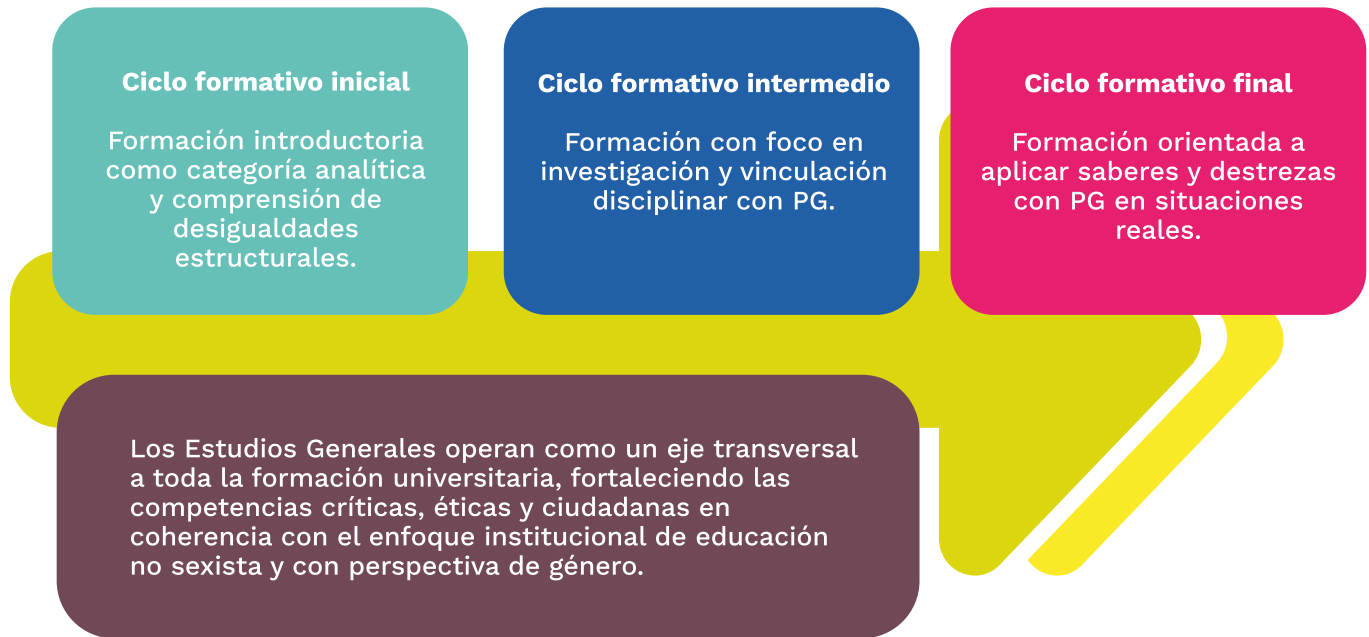 Ciclo formativo inicial
Formación introductoria
como categoría analítica
y comprensión de
desigualdades
estructurales.
Ciclo formativo intermedio
Formación con foco en
investigación y vinculación
disciplinar con PG.
Ciclo formativo final
Formación orientada a
aplicar saberes y destrezas
con PG en situaciones
reales.
Los Estudios Generales operan como un eje transversal
a toda la formación universitaria, fortaleciendo las
competencias críticas, éticas y ciudadanas en
coherencia con el enfoque institucional de educación
no sexista y con perspectiva de género.